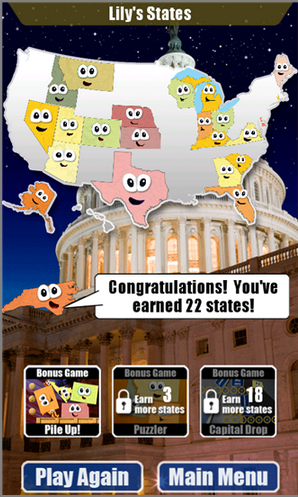 Lily's States
Congratulations! You've
earned 22 states!
Bonus Game
Pile Up!
Bonus Game
Earn 3
more states
Puzzler
Bonus Game
Earn 18
more states
Capital Drop
Play Again
Main Menu